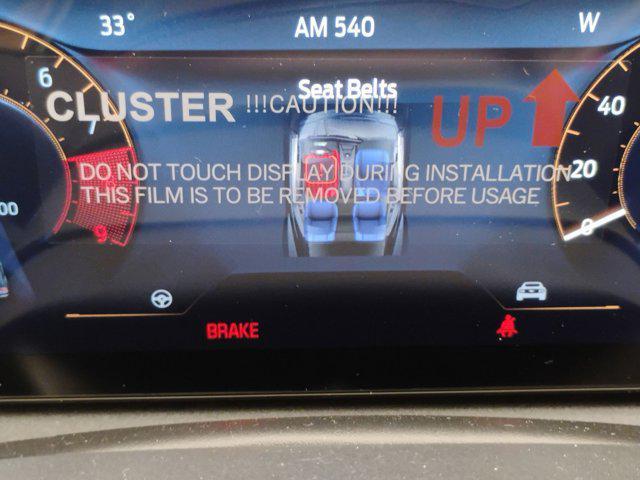 33° AM 540 W
Seat Belts
CLUSTER !!!CAUTION!!! UP
6
7
40
DO NOT TOUCH DISPLAY DURING INSTALLATION
THIS FILM IS TO BE REMOVED BEFORE USAGE
20
00
9
0
BRAKE